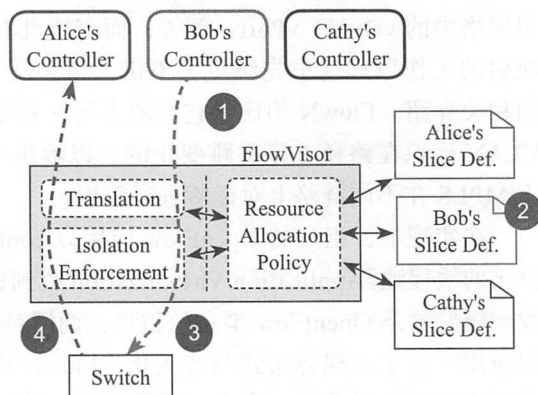 Alice's
Controller
Bob's
Controller
Cathy's
Controller
1
FlowVisor
Translation
Isolation
Enforcement
Resource
Allocation
Policy
Alice's
Slice Def.
Bob's
Slice Def.
2
Cathy's
Slice Def.
4
3
Switch